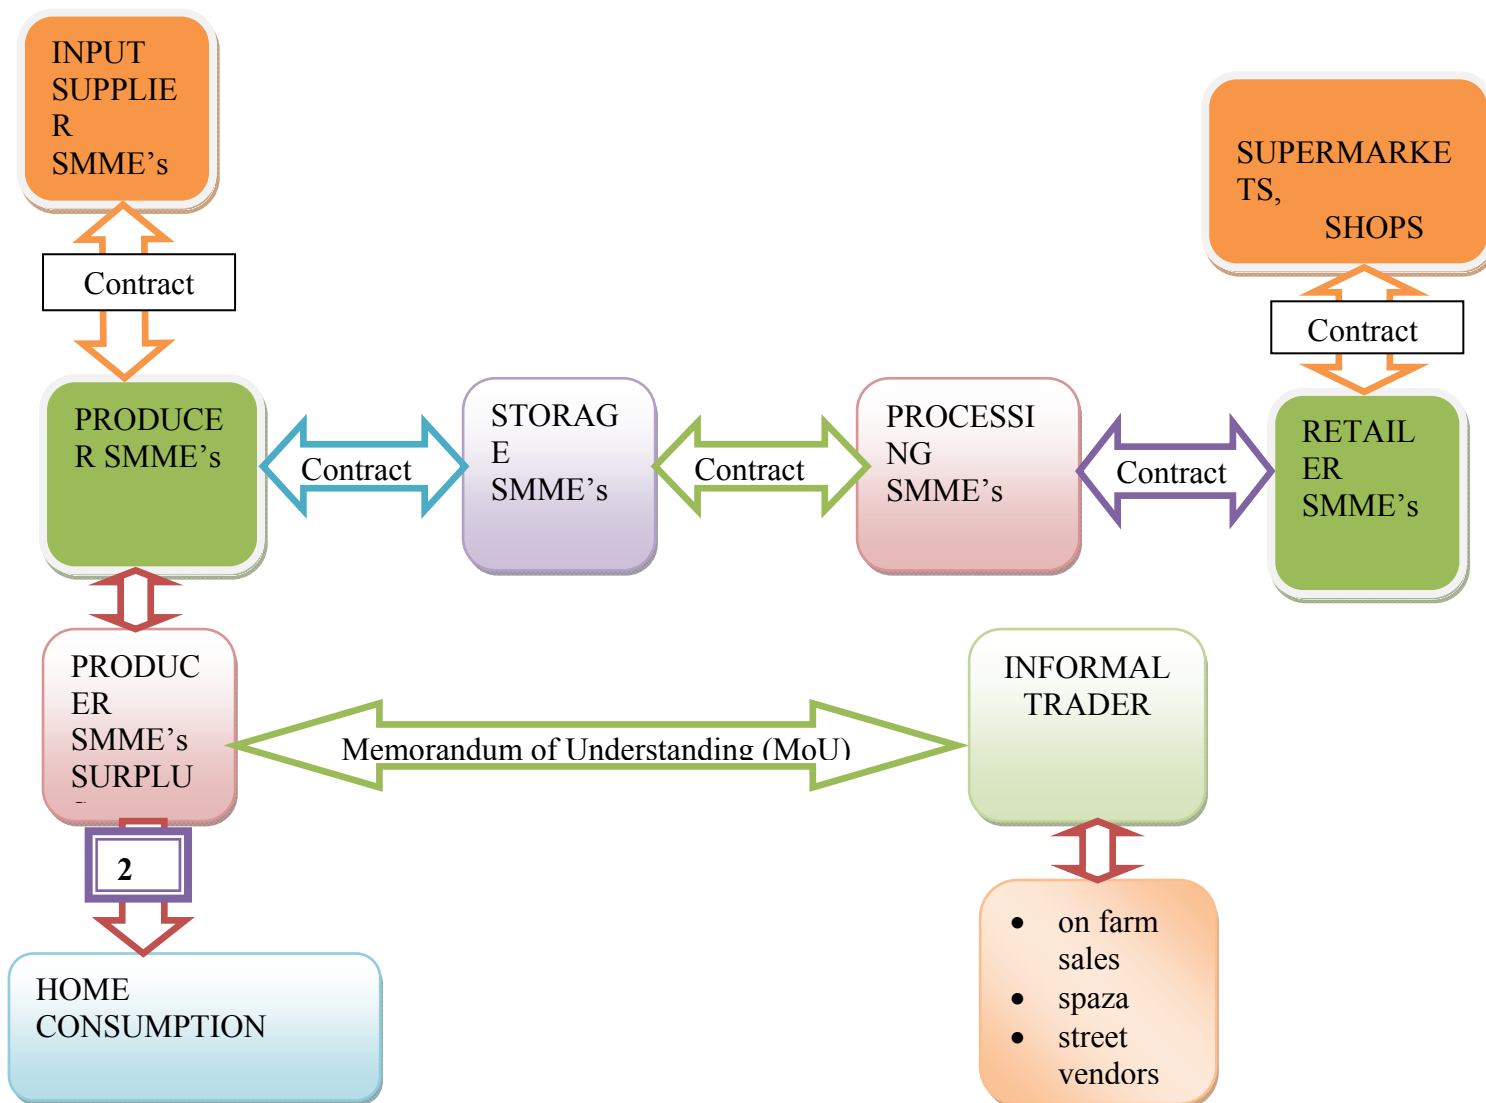 INPUT
SUPPLIE
R
SMME’s
Contract
SUPERMARKE
TS,
SHOPS
Contract
PRODUCE
R SMME’s
Contract
STORAG
E
SMME’s
Contract
PROCESSI
NG
SMME’s
Contract
RETAIL
ER
SMME’s
PRODUC
ER
SMME’s
SURPLU
S
Memorandum of Understanding (MoU)
INFORMAL
TRADER
2
HOME
CONSUMPTION
• on farm
sales
• spaza
• street
vendors